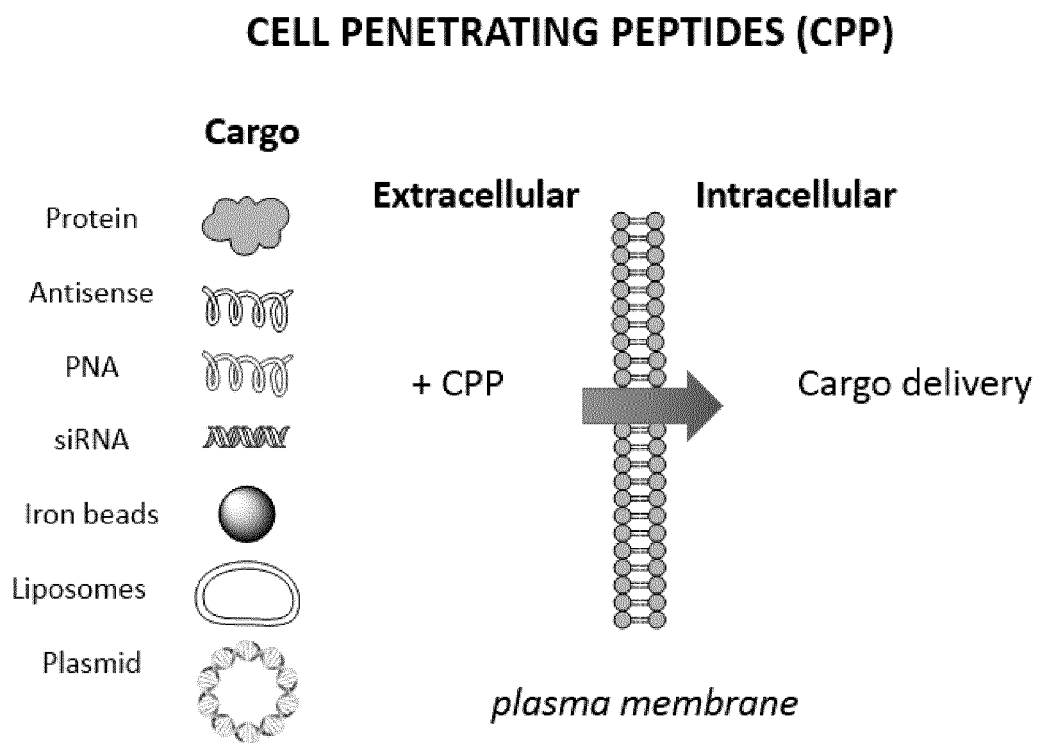 CELL PENETRATING PEPTIDES (CPP)
Cargo
Extracellular
Intracellular
Protein
Antisense
PNA
+ CPP
Cargo delivery
siRNA
Iron beads
Liposomes
Plasmid
plasma membrane